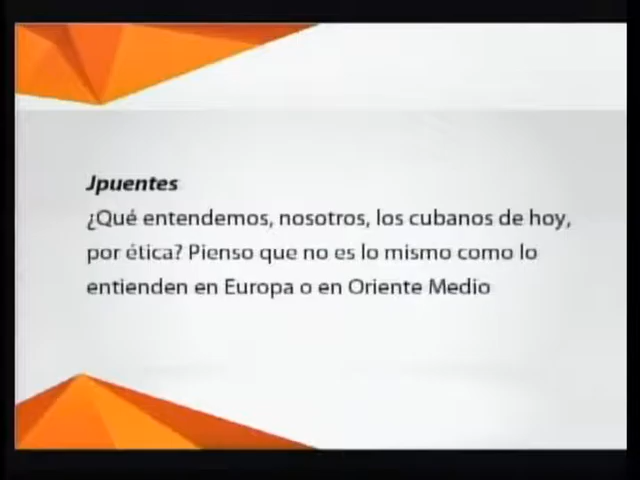 Jpuentes
¿Qué entendemos, nosotros, los cubanos de hoy,
por ética? Pienso que no es lo mismo como lo
entienden en Europa o en Oriente Medio